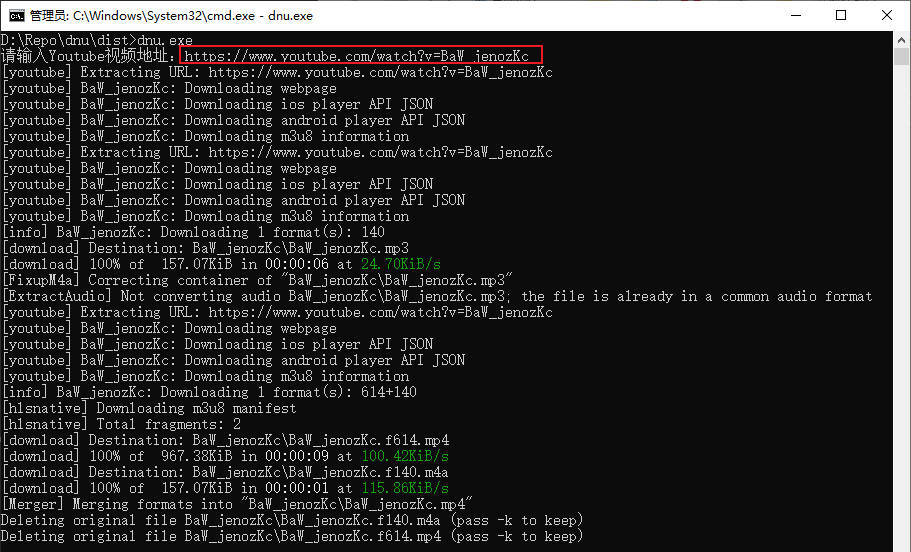 管理员: C:\Windows\System32\cmd.exe - dnu.exe
D:\Repo\dnu\dist>dnu.exe
请输入Youtube视频地址: https://www.youtube.com/watch?v=BaW_jenozKc
[youtube] Extracting URL: https://www.youtube.com/watch?v=BaW_jenozKc
[youtube] BaW_jenozKc: Downloading webpage
[youtube] BaW_jenozKc: Downloading ios player API JSON
[youtube] BaW_jenozKc: Downloading android player API JSON
[youtube] BaW_jenozKc: Downloading m3u8 information
[youtube] Extracting URL: https://www.youtube.com/watch?v=BaW_jenozKc
[youtube] BaW_jenozKc: Downloading webpage
[youtube] BaW_jenozKc: Downloading ios player API JSON
[youtube] BaW_jenozKc: Downloading android player API JSON
[youtube] BaW_jenozKc: Downloading m3u8 information
[info] BaW_jenozKc: Downloading 1 format(s): 140
[download] Destination: BaW_jenozKc\BaW_jenozKc.mp3
[download] 100% of  157.07KiB in 00:00:06 at 24.70KiB/s
[FixupM4a] Correcting container of "BaW_jenozKc\BaW_jenozKc.mp3"
[ExtractAudio] Not converting audio BaW_jenozKc\BaW_jenozKc.mp3; the file is already in a common audio format
[youtube] Extracting URL: https://www.youtube.com/watch?v=BaW_jenozKc
[youtube] BaW_jenozKc: Downloading webpage
[youtube] BaW_jenozKc: Downloading ios player API JSON
[youtube] BaW_jenozKc: Downloading android player API JSON
[youtube] BaW_jenozKc: Downloading m3u8 information
[info] BaW_jenozKc: Downloading 1 format(s): 614+140
[hlsnative] Downloading m3u8 manifest
[hlsnative] Total fragments: 2
[download] Destination: BaW_jenozKc\BaW_jenozKc.f614.mp4
[download] 100% of  967.38KiB in 00:00:09 at 100.42KiB/s
[download] Destination: BaW_jenozKc\BaW_jenozKc.f140.m4a
[download] 100% of  157.07KiB in 00:00:01 at 115.86KiB/s
[Merger] Merging formats into "BaW_jenozKc\BaW_jenozKc.mp4"
Deleting original file BaW_jenozKc\BaW_jenozKc.f140.m4a (pass -k to keep)
Deleting original file BaW_jenozKc\BaW_jenozKc.f614.mp4 (pass -k to keep)